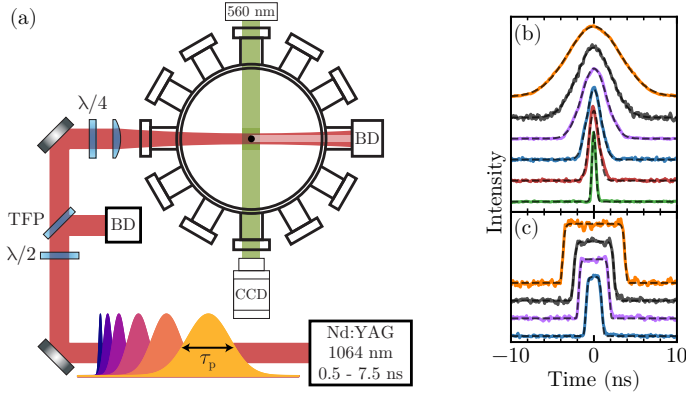 (a)
560 nm
λ/4
BD
TFP
BD
λ/2
CCD
τp
Nd:YAG
1064 nm
0.5 - 7.5 ns
(b)
(c)
Intensity
−10
0
10
Time (ns)